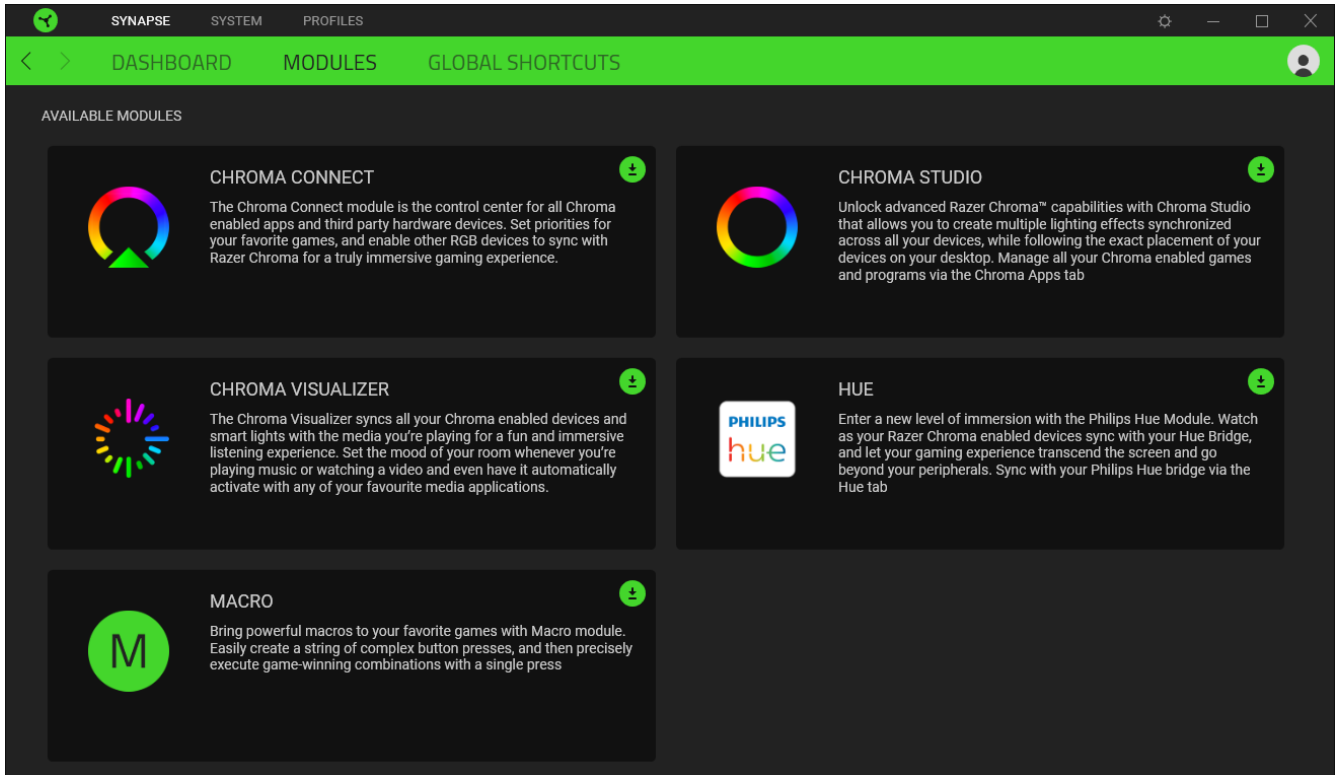 SYNAPSE SYSTEM PROFILES
DASHBOARD MODULES GLOBAL SHORTCUTS
AVAILABLE MODULES
CHROMA CONNECT
The Chroma Connect module is the control center for all Chroma
enabled apps and third party hardware devices. Set priorities for
your favorite games, and enable other RGB devices to sync with
Razer Chroma for a truly immersive gaming experience.
CHROMA STUDIO
Unlock advanced Razer Chroma™ capabilities with Chroma Studio
that allows you to create multiple lighting effects synchronized
across all your devices, while following the exact placement of your
devices on your desktop. Manage all your Chroma enabled games
and programs via the Chroma Apps tab
CHROMA VISUALIZER
The Chroma Visualizer syncs all your Chroma enabled devices and
smart lights with the media you're playing for a fun and immersive
listening experience. Set the mood of your room whenever you're
playing music or watching a video and even have it automatically
activate with any of your favourite media applications.
PHILIPS
hue
HUE
Enter a new level of immersion with the Philips Hue Module. Watch
as your Razer Chroma enabled devices sync with your Hue Bridge,
and let your gaming experience transcend the screen and go
beyond your peripherals. Sync with your Philips Hue bridge via the
Hue tab
M
MACRO
Bring powerful macros to your favorite games with Macro module.
Easily create a string of complex button presses, and then precisely
execute game-winning combinations with a single press